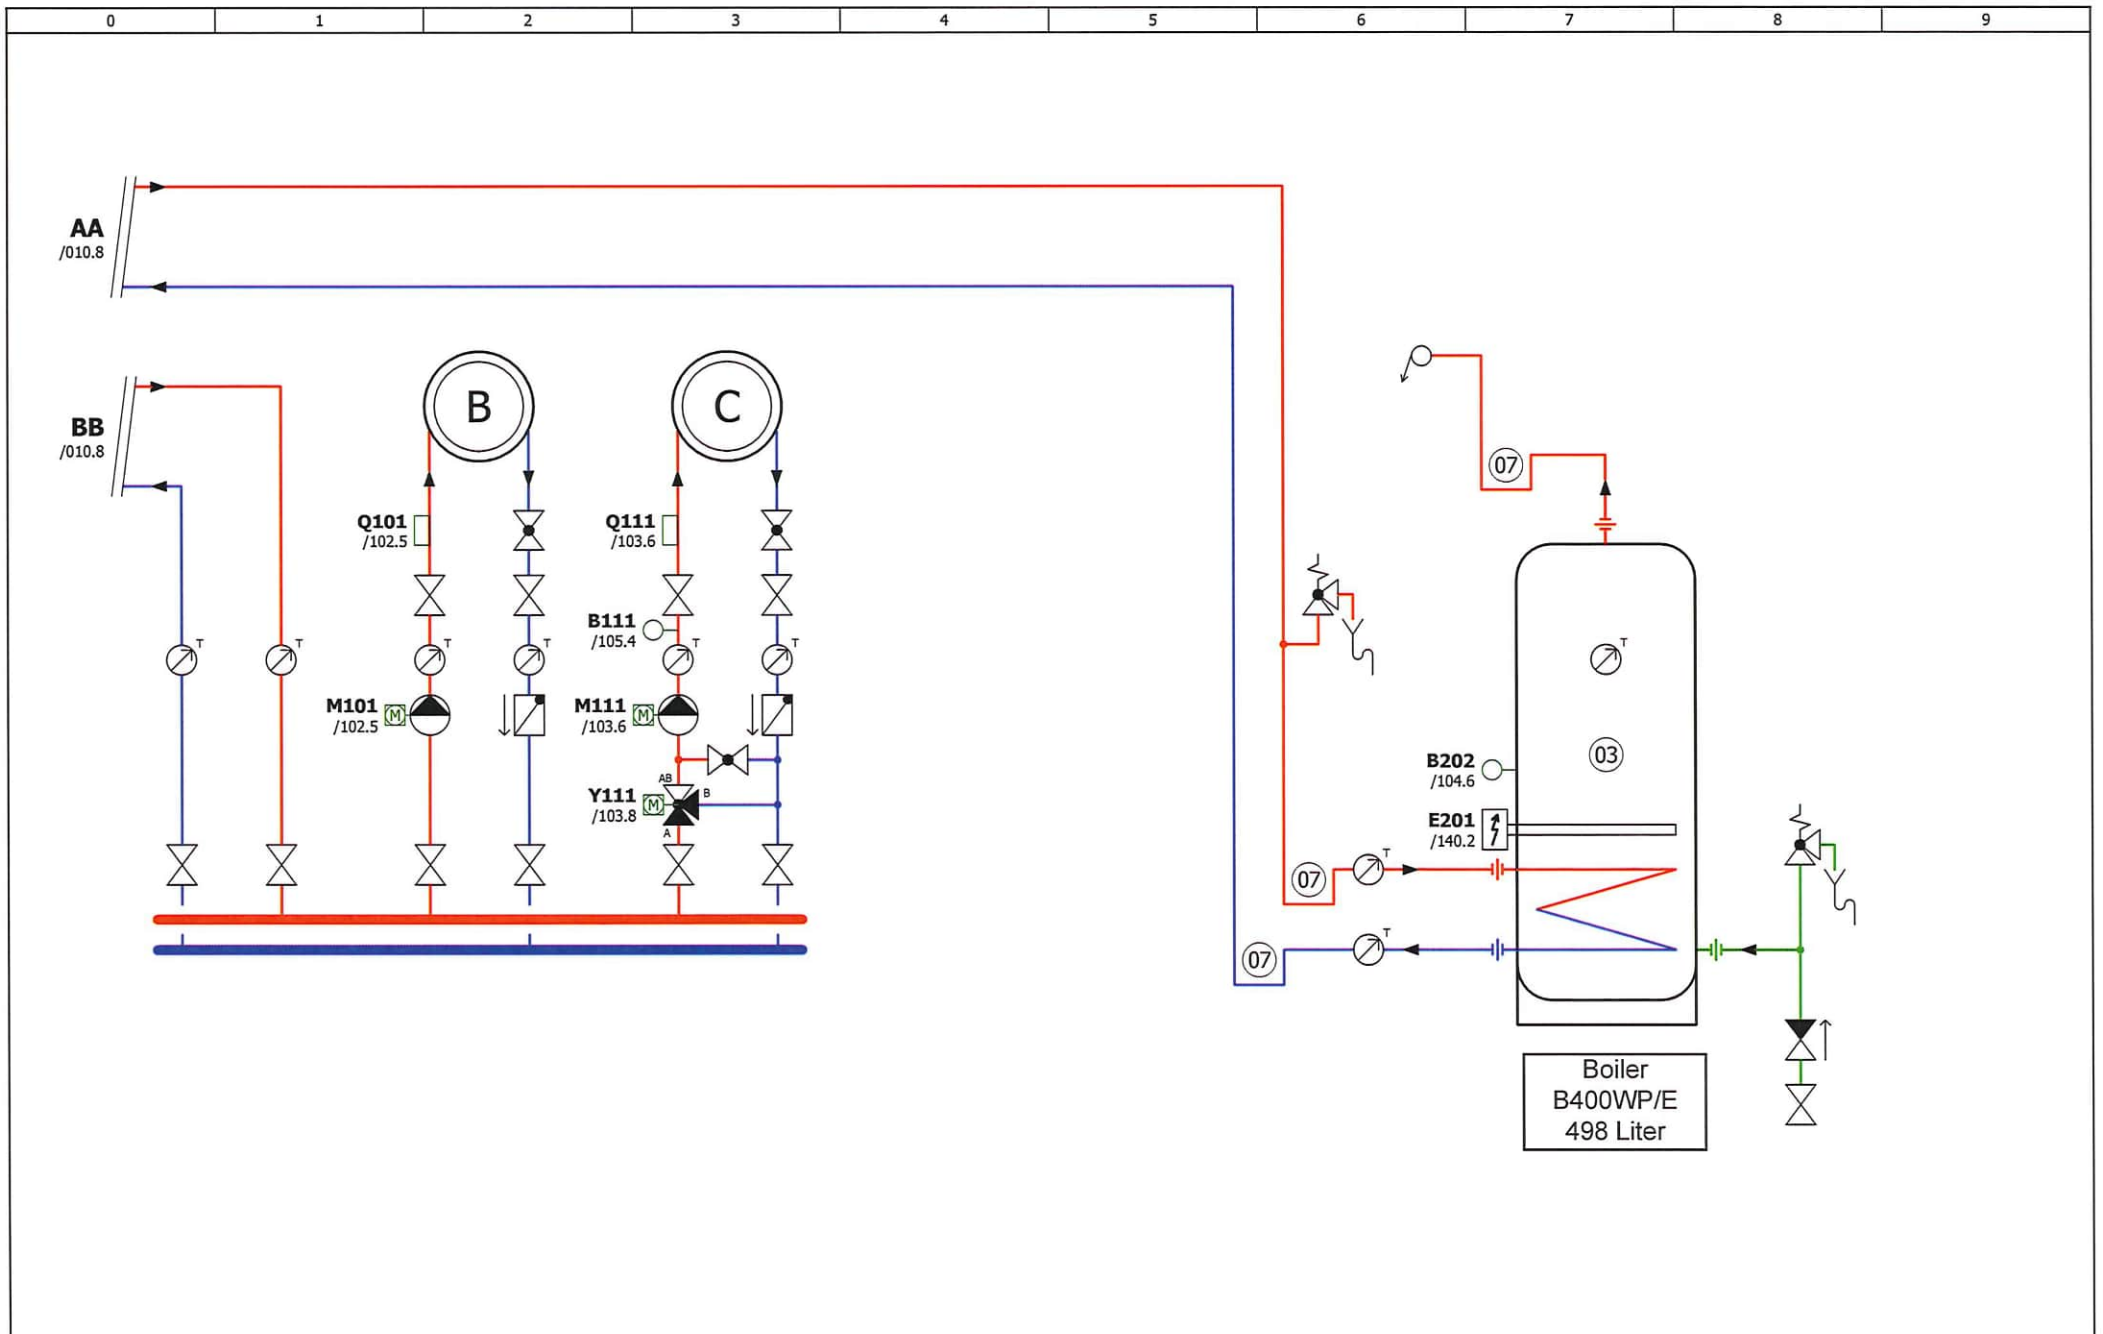 0 1 2 3 4 5 6 7 8 9
AA
/010.8
BB
/010.8
B
C
07
Q101
/102.5
Q111
/103.6
B111
/105.4
T T T T T T T
M101
/102.5
M
M111
/103.6
M
03
B202
/104.6
AB
Y111
/103.8
M
B
A
E201
/140.2
T
07
T
07
Boiler
B400WP/E
498 Liter